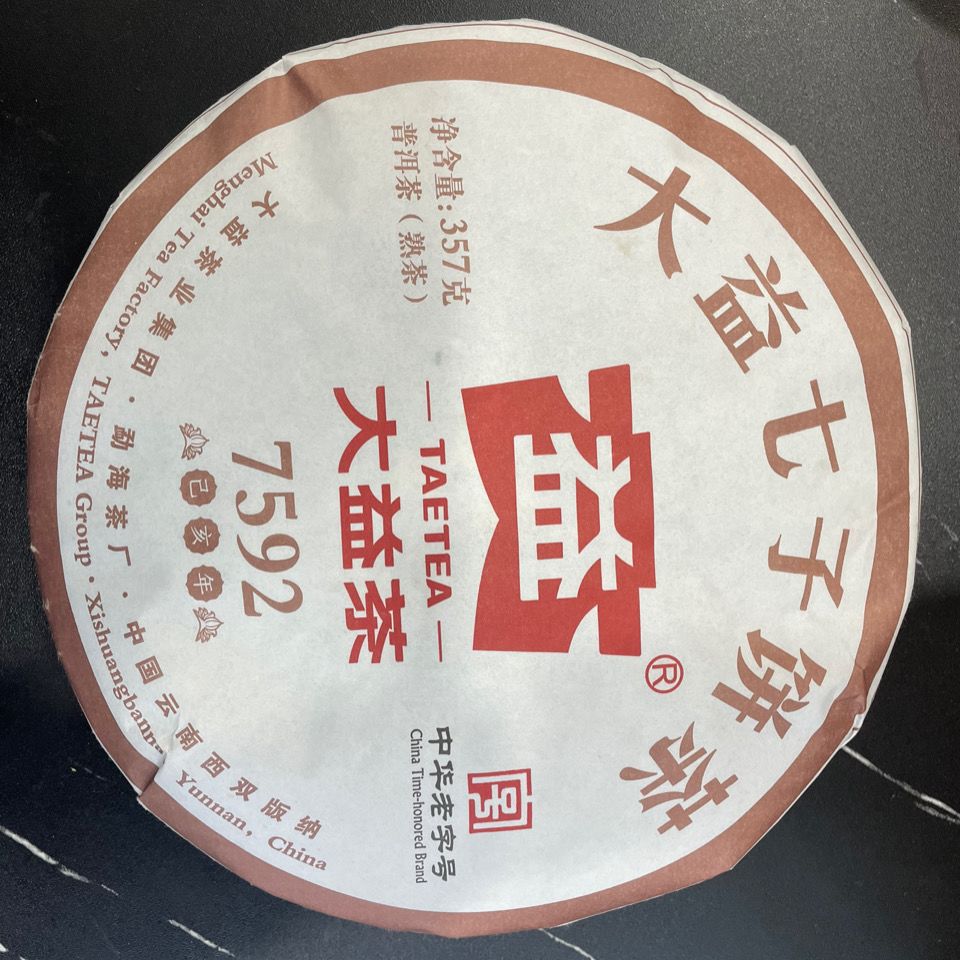 大益七子饼茶
益
®
净含量:357克
普洱茶(熟茶)
中华老字号
China Time-honored Brand
— TAETEA —
大益茶
7592
己亥年
大益茶业集团·勐海茶厂·中国云南西双版纳
Menghai Tea Factory, TAETEA Group · Xishuangbanna Yunnan, China